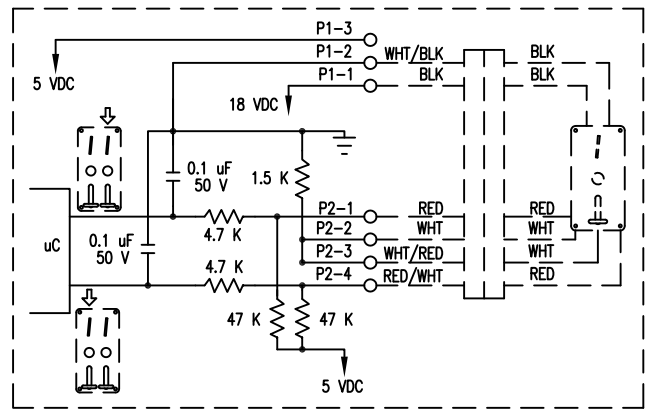 P1-3
P1-2 WHT/BLK BLK
P1-1 BLK BLK
5 VDC
18 VDC
0.1 uF
50 V
1.5 K
P2-1 RED RED
4.7 K
P2-2 WHT WHT
uC
0.1 uF
50 V
P2-3 WHT/RED WHT
4.7 K
P2-4 RED/WHT RED
47 K 47 K
5 VDC